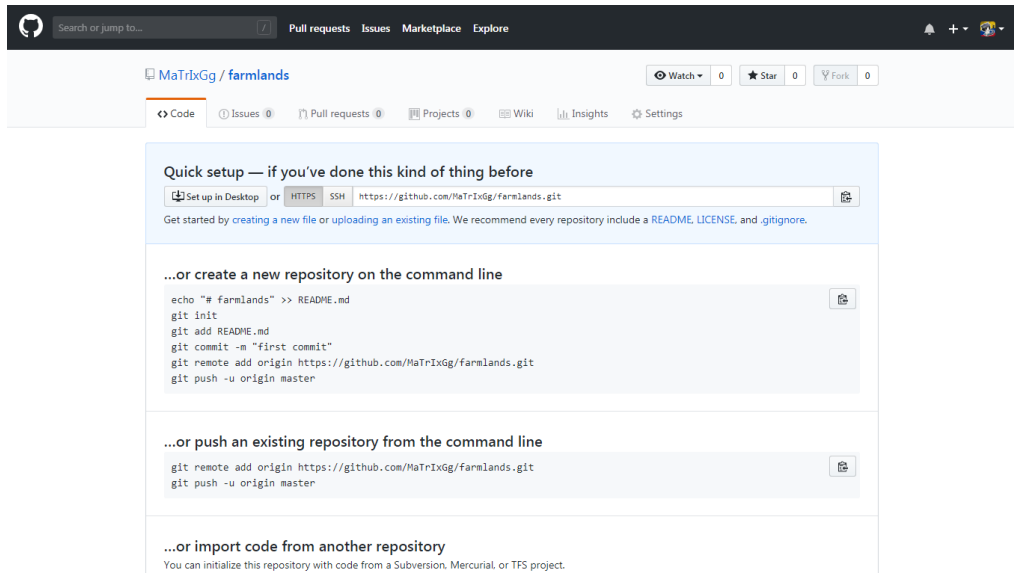 Search or jump to... / Pull requests Issues Marketplace Explore
MaTrIxGg / farmlands Watch 0 Star 0 Fork 0
Code Issues 0 Pull requests 0 Projects 0 Wiki Insights Settings
Quick setup — if you've done this kind of thing before
Set up in Desktop or HTTPS SSH https://github.com/MaTrIxGg/farmlands.git
Get started by creating a new file or uploading an existing file. We recommend every repository include a README, LICENSE, and .gitignore.
...or create a new repository on the command line
echo "# farmlands" >> README.md
git init
git add README.md
git commit -m "first commit"
git remote add origin https://github.com/MaTrIxGg/farmlands.git
git push -u origin master
...or push an existing repository from the command line
git remote add origin https://github.com/MaTrIxGg/farmlands.git
git push -u origin master
...or import code from another repository
You can initialize this repository with code from a Subversion, Mercurial, or TFS project.